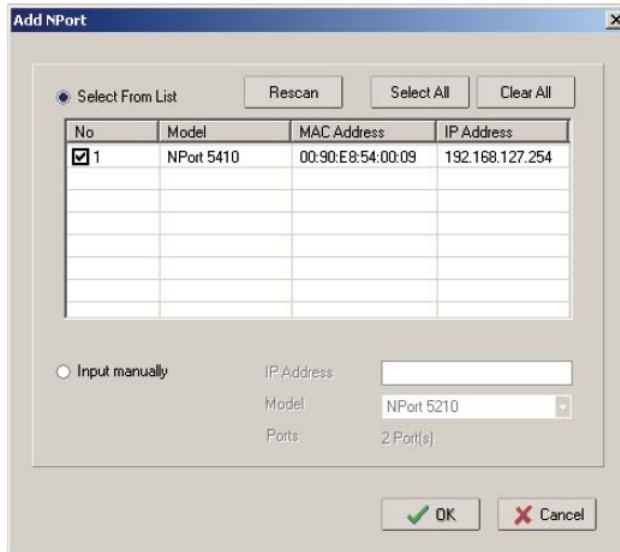 Add NPort
Select From List Rescan Select All Clear All
No Model MAC Address IP Address
1 NPort 5410 00:90:E8:54:00:09 192.168.127.254
Input manually IP Address
Model NPort 5210
Ports 2 Port(s)
OK Cancel